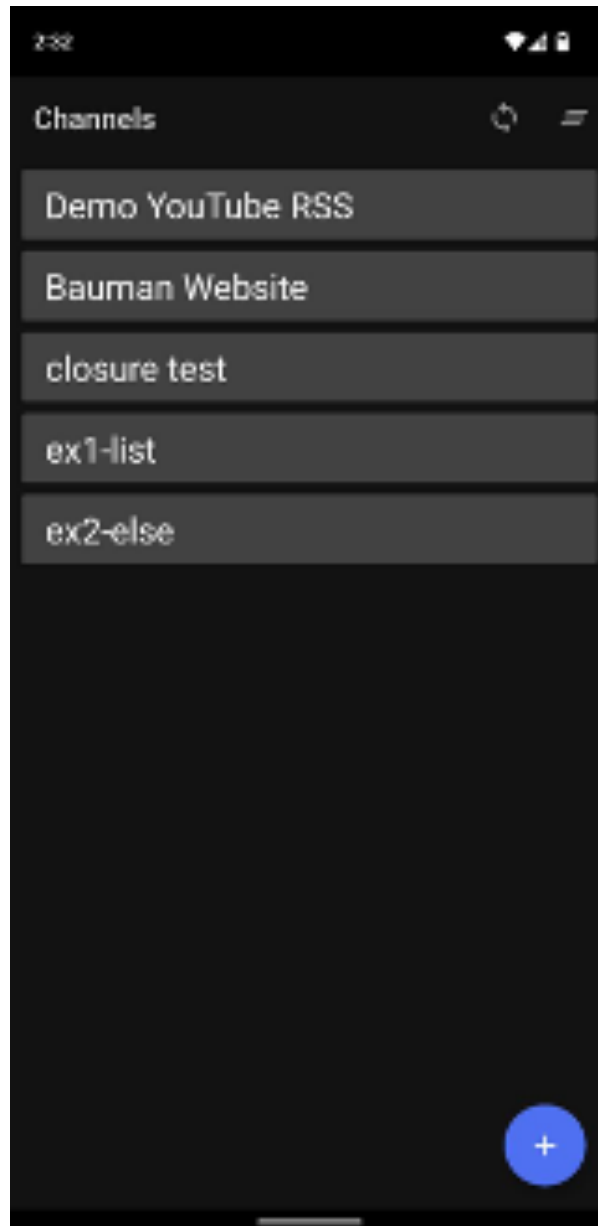 2:32
Channels
Demo YouTube RSS
Bauman Website
closure test
ex1-list
ex2-else
+